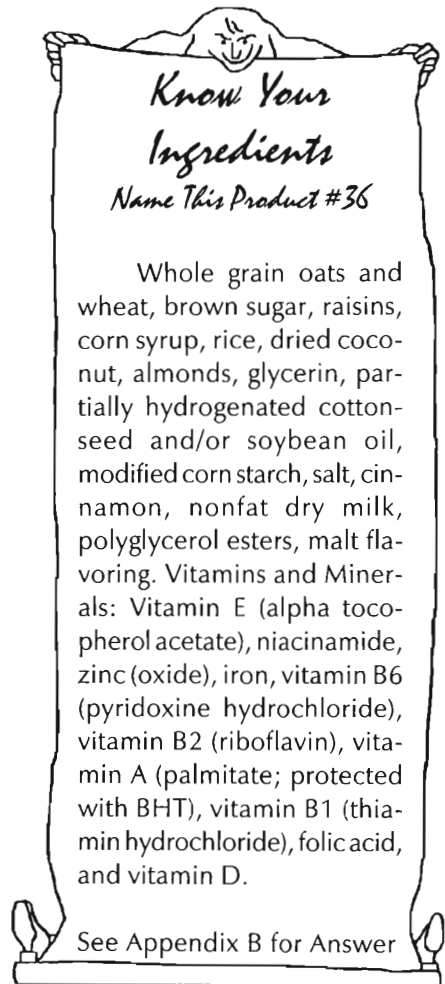 Know Your
Ingredients
Name This Product #36
Whole grain oats and
wheat, brown sugar, raisins,
corn syrup, rice, dried coco-
nut, almonds, glycerin, par-
tially hydrogenated cotton-
seed and/or soybean oil,
modified corn starch, salt, cin-
namon, nonfat dry milk,
polyglycerol esters, malt fla-
voring. Vitamins and Miner-
als: Vitamin E (alpha toco-
pherol acetate), niacinamide,
zinc (oxide), iron, vitamin B6
(pyridoxine hydrochloride),
vitamin B2 (riboflavin), vita-
min A (palmitate; protected
with BHT), vitamin B1 (thia-
min hydrochloride), folic acid,
and vitamin D.
See Appendix B for Answer